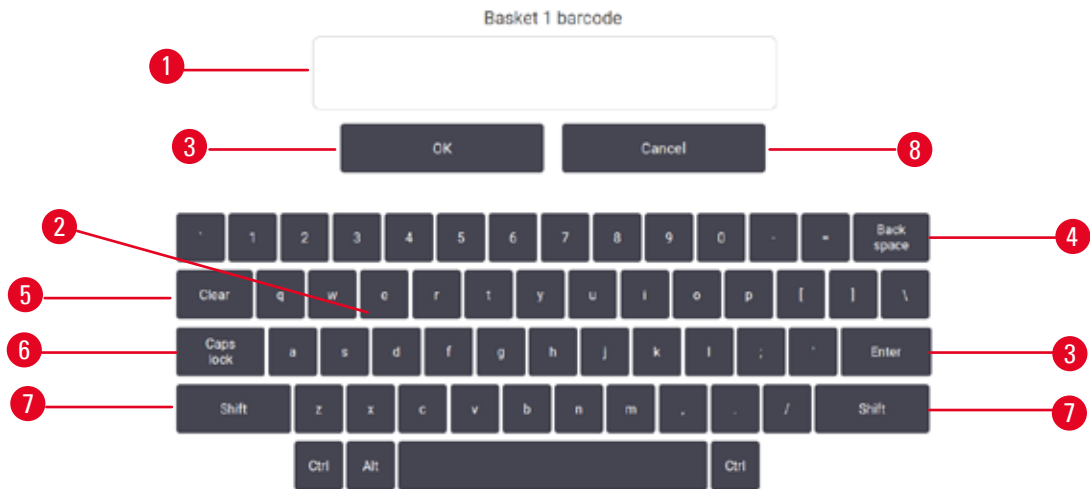 Basket 1 barcode
1
3 OK Cancel 8
2
` 1 2 3 4 5 6 7 8 9 0 - = Back space 4
5 Clear q w e r t y u i o p [ ] \
6 Caps lock a s d f g h j k l ; ' Enter 3
7 Shift z x c v b n m , . / Shift 7
Ctrl Alt Ctrl